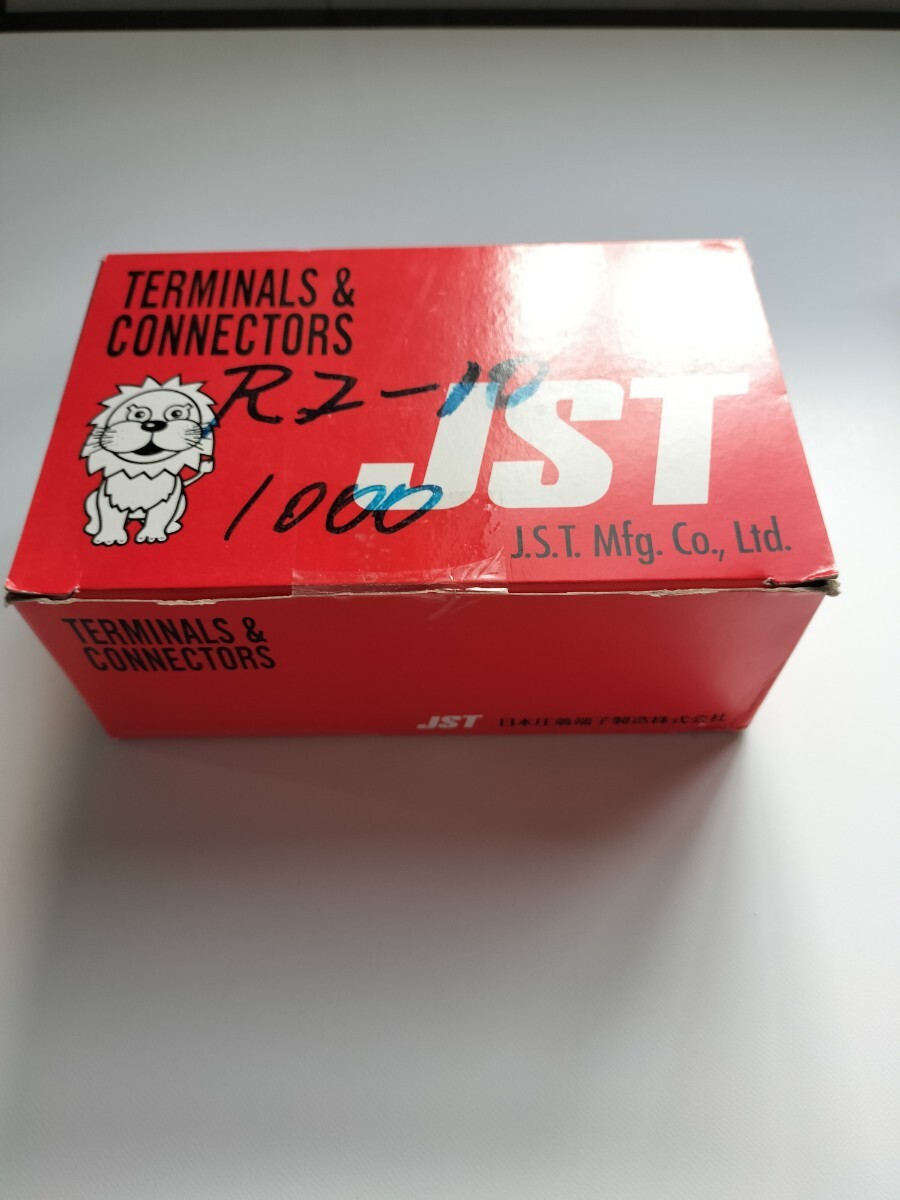 TERMINALS &
CONNECTORS
R2-10
JST
1000
J.S.T. Mfg. Co., Ltd.
TERMINALS &
CONNECTORS
JST 日本圧着端子製造株式会社